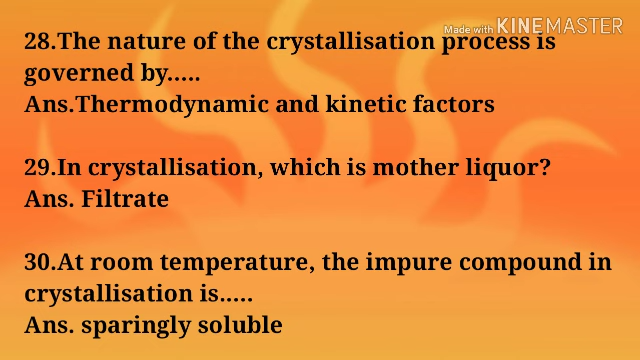 Made with KINEMASTER
28.The nature of the crystallisation process is
governed by.....
Ans.Thermodynamic and kinetic factors
29.In crystallisation, which is mother liquor?
Ans. Filtrate
30.At room temperature, the impure compound in
crystallisation is.....
Ans. sparingly soluble